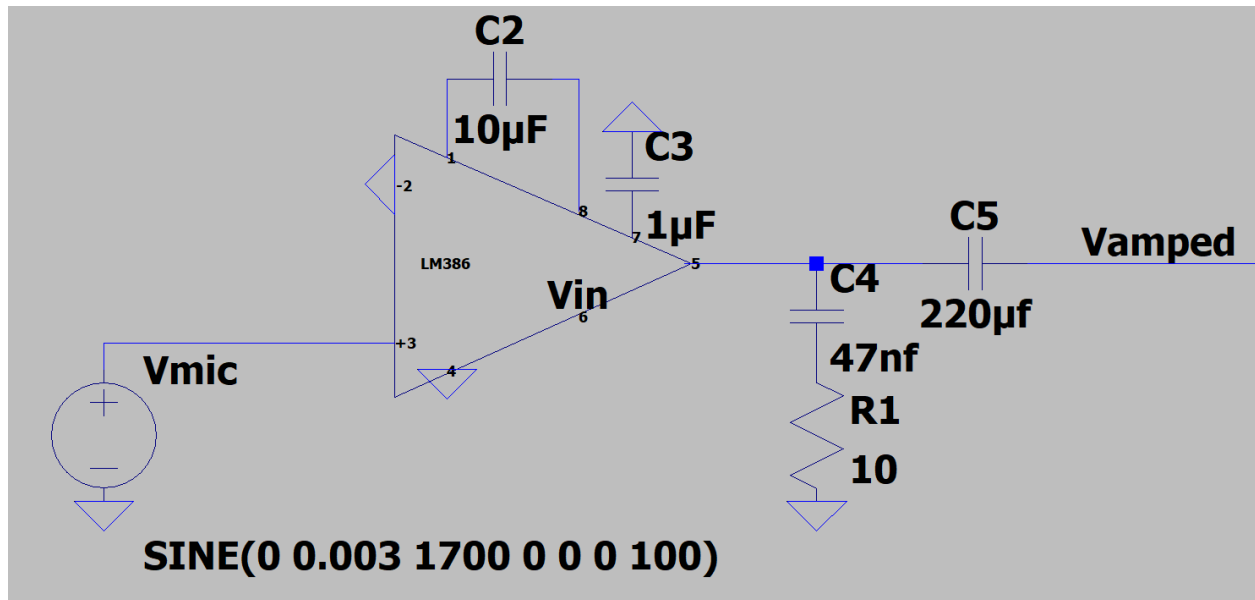 C2
10µF
C3
1µF
1
8
7
-2
LM386
5
Vin
6
+3
4
C5
Vamped
220µf
C4
47nf
R1
10
Vmic
SINE(0 0.003 1700 0 0 0 100)